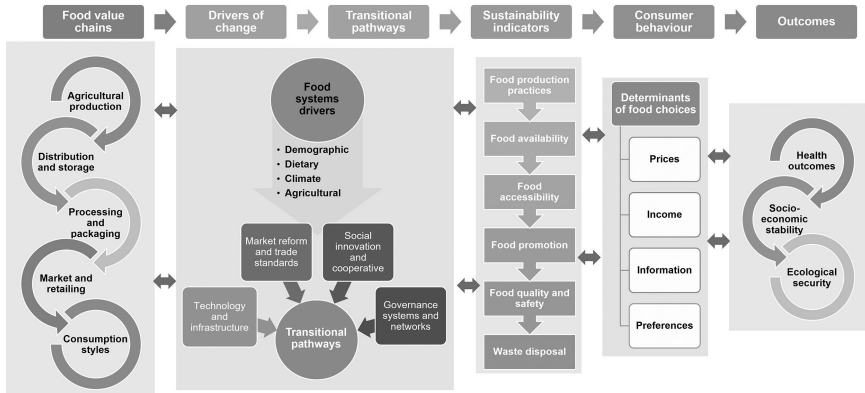 Food value
chains
Drivers of
change
Transitional
pathways
Sustainability
indicators
Consumer
behaviour
Outcomes
Agricultural
production
Distribution
and storage
Processing
and
packaging
Market and
retailing
Consumption
styles
Food
systems
drivers
• Demographic
• Dietary
• Climate
• Agricultural
Market reform
and trade
standards
Social
innovation and
cooperative
Technology
and
infrastructure
Governance
systems and
networks
Transitional
pathways
Food production
practices
Food availability
Food
accessibility
Food promotion
Food quality and
safety
Waste disposal
Determinants
of food choices
Prices
Income
Information
Preferences
Health
outcomes
Socio-
economic
stability
Ecological
security